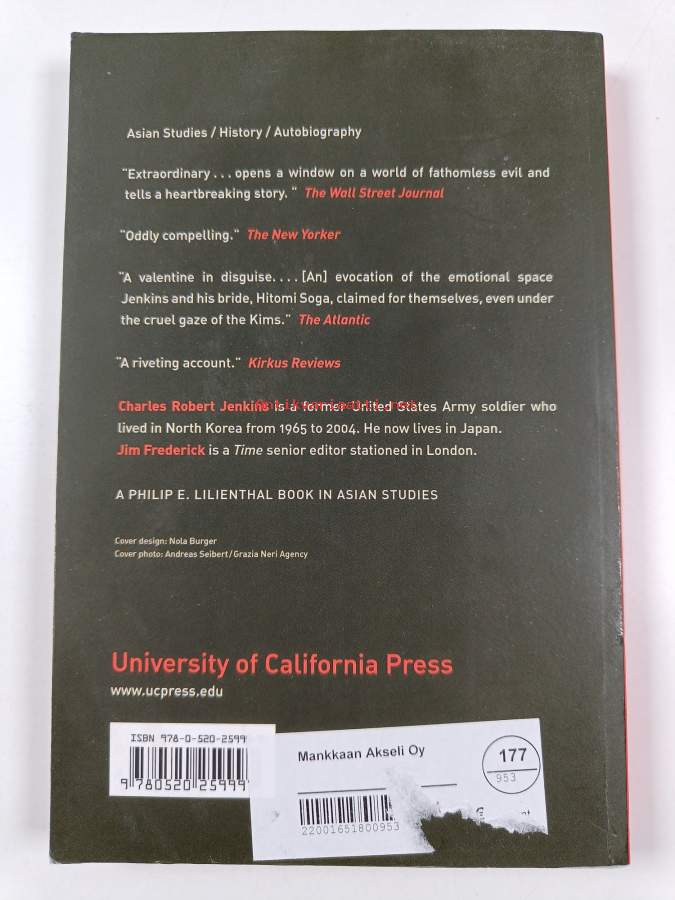 Asian Studies / History / Autobiography
"Extraordinary . . . opens a window on a world of fathomless evil and
tells a heartbreaking story. " The Wall Street Journal
"Oddly compelling." The New Yorker
"A valentine in disguise. . . . [An] evocation of the emotional space
Jenkins and his bride, Hitomi Soga, claimed for themselves, even under
the cruel gaze of the Kims." The Atlantic
"A riveting account." Kirkus Reviews
Charles Robert Jenkins is a former United States Army soldier who
lived in North Korea from 1965 to 2004. He now lives in Japan.
Jim Frederick is a Time senior editor stationed in London.
A PHILIP E. LILIENTHAL BOOK IN ASIAN STUDIES
Cover design: Nola Burger
Cover photo: Andreas Seibert/Grazia Neri Agency
University of California Press
www.ucpress.edu
ISBN 978-0-520-2599
9 780520 25999
Mankkaan Akseli Oy
177
953
22001651800953